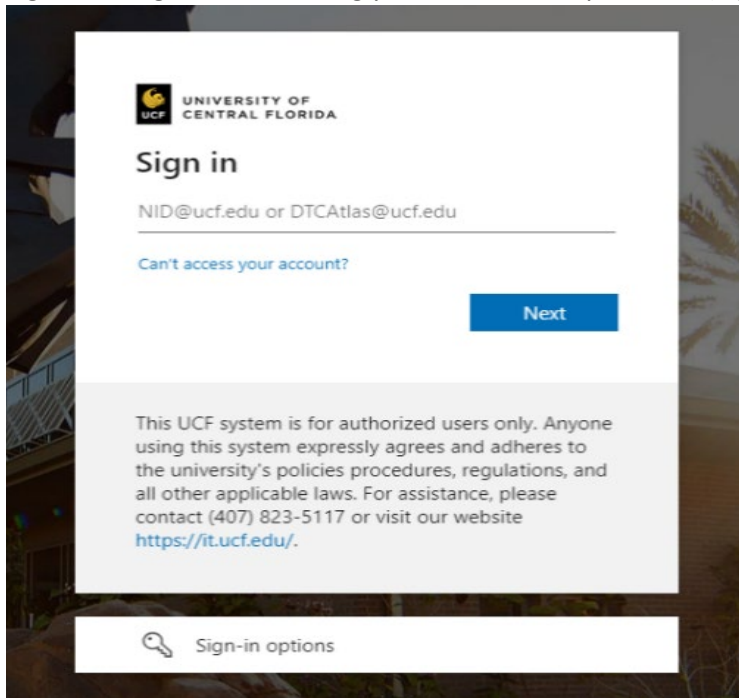 UCF
UNIVERSITY OF
CENTRAL FLORIDA
Sign in
NID@ucf.edu or DTCAtlas@ucf.edu
Can't access your account?
Next
This UCF system is for authorized users only. Anyone
using this system expressly agrees and adheres to
the university's policies procedures, regulations, and
all other applicable laws. For assistance, please
contact (407) 823-5117 or visit our website
https://it.ucf.edu/.
Sign-in options